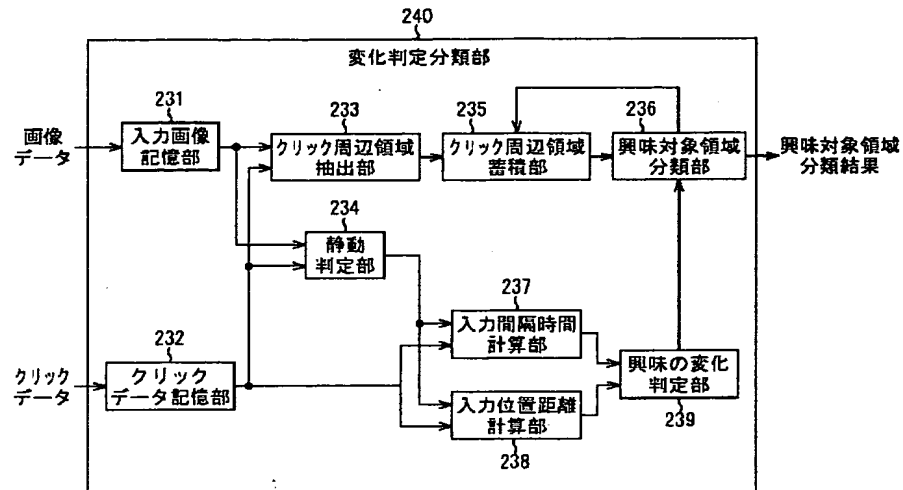 240
変化判定分類部
231
233
235
236
画像
データ
入力画像
記憶部
クリック周辺領域
抽出部
クリック周辺領域
蓄積部
興味対象領域
分類部
興味対象領域
分類結果
234
静動
判定部
237
入力間隔時間
計算部
232
クリック
データ
クリック
データ記憶部
興味の変化
判定部
239
入力位置距離
計算部
238